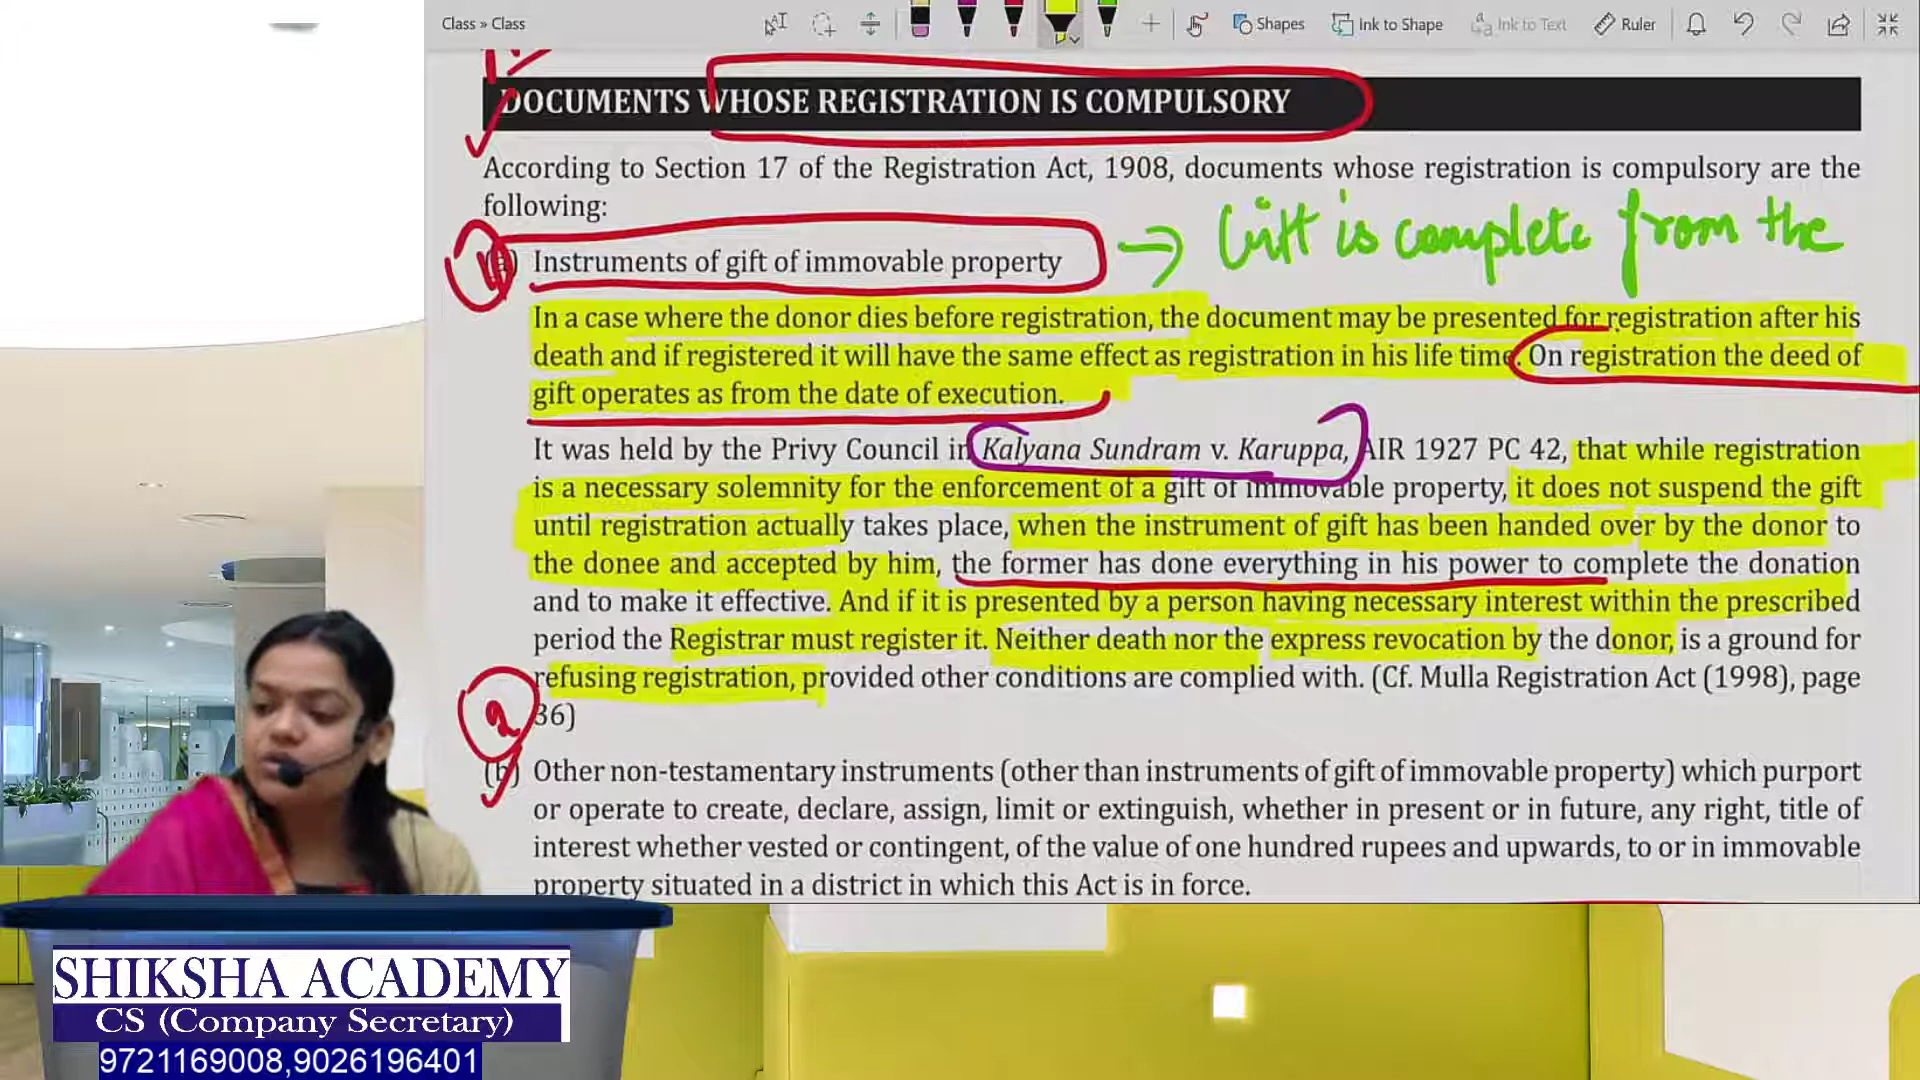 Class » Class
Shapes
Ink to Shape
Ink to Text
Ruler
DOCUMENTS WHOSE REGISTRATION IS COMPULSORY
According to Section 17 of the Registration Act, 1908, documents whose registration is compulsory are the
following:
Gift is complete from the
Instruments of gift of immovable property
In a case where the donor dies before registration, the document may be presented for registration after his
death and if registered it will have the same effect as registration in his life time. On registration the deed of
gift operates as from the date of execution.
It was held by the Privy Council in Kalyana Sundram v. Karuppa, AIR 1927 PC 42, that while registration
is a necessary solemnity for the enforcement of a gift of immovable property, it does not suspend the gift
until registration actually takes place, when the instrument of gift has been handed over by the donor to
the donee and accepted by him, the former has done everything in his power to complete the donation
and to make it effective. And if it is presented by a person having necessary interest within the prescribed
period the Registrar must register it. Neither death nor the express revocation by the donor, is a ground for
refusing registration, provided other conditions are complied with. (Cf. Mulla Registration Act (1998), page
36)
(b) Other non-testamentary instruments (other than instruments of gift of immovable property) which purport
or operate to create, declare, assign, limit or extinguish, whether in present or in future, any right, title of
interest whether vested or contingent, of the value of one hundred rupees and upwards, to or in immovable
property situated in a district in which this Act is in force.
SHIKSHA ACADEMY
CS (Company Secretary)
9721169008,9026196401